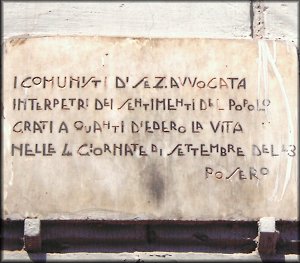 I COMUNISTI DI SEZ. AVVOCATA
INTERPETRI DEI SENTIMENTI DEL POPOLO
GRATI A QUANTI DIEDERO LA VITA
NELLE 4 GIORNATE DI SETTEMBRE DEL 43
POSERO